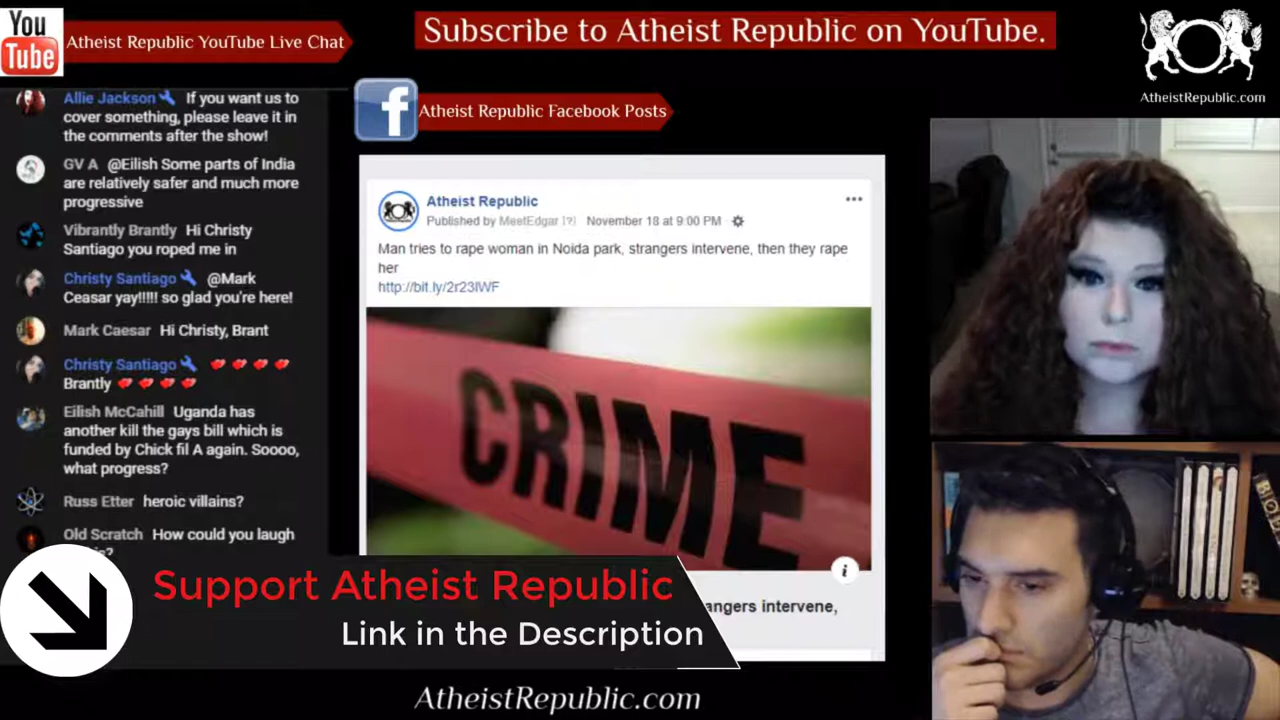 You
Tube
Atheist Republic YouTube Live Chat
Subscribe to Atheist Republic on YouTube.
AtheistRepublic.com
Allie Jackson If you want us to
cover something, please leave it in
the comments after the show!
GV A @Eilish Some parts of India
are relatively safer and much more
progressive
Vibrantly Brantly Hi Christy
Santiago you roped me in
Christy Santiago @Mark
Ceasar yay!!!!! so glad you're here!
Mark Caesar Hi Christy, Brant
Christy Santiago
Brantly
Eilish McCahill Uganda has
another kill the gays bill which is
funded by Chick fil A again. Soooo,
what progress?
Russ Etter heroic villains?
Old Scratch How could you laugh
f
Atheist Republic Facebook Posts
Atheist Republic
Published by MeetEdgar [?] November 18 at 9:00 PM
Man tries to rape woman in Noida park, strangers intervene, then they rape
her
http://bit.ly/2r23lWF
CRIME
i
angers intervene,
Support Atheist Republic
Link in the Description
AtheistRepublic.com